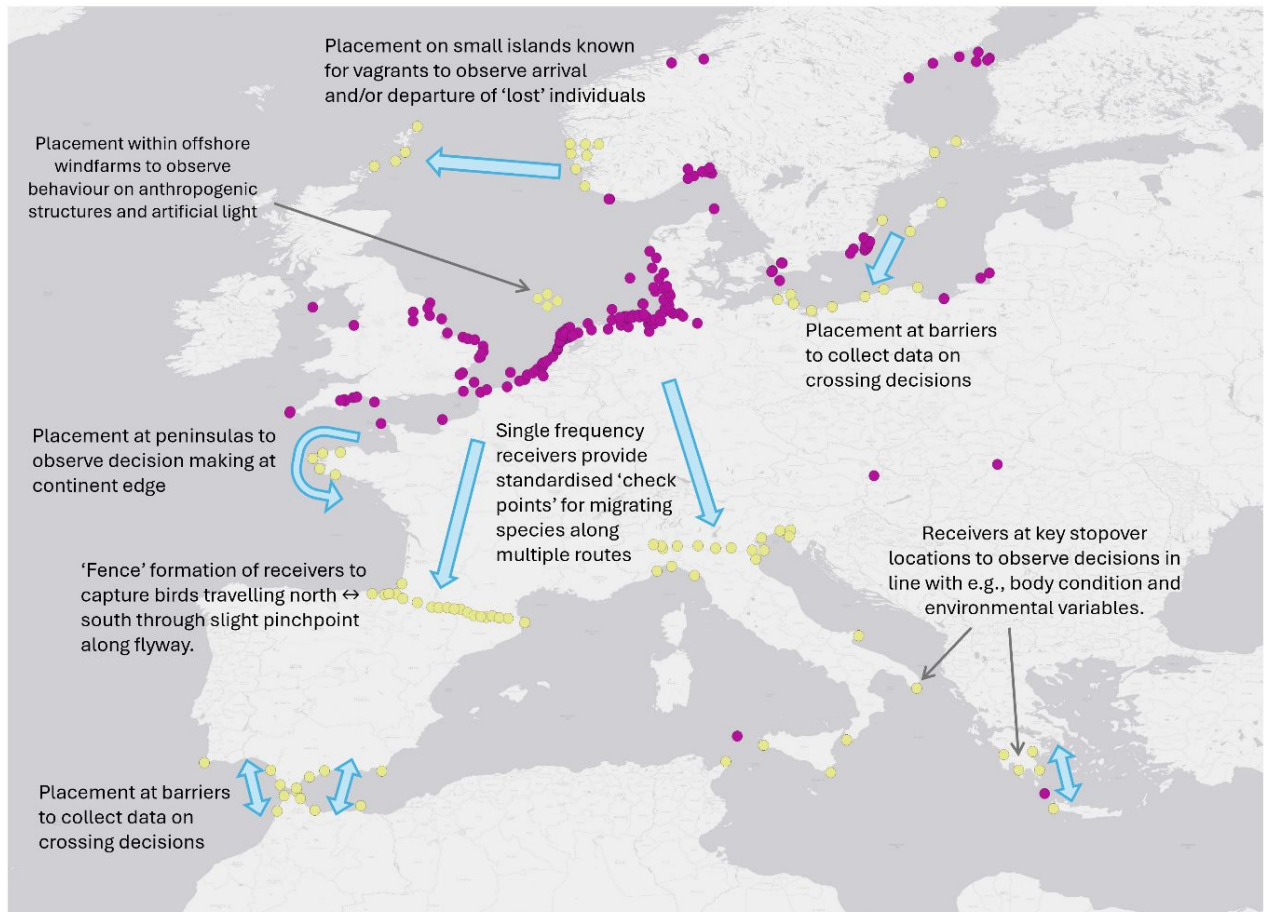 Placement on small islands known
for vagrants to observe arrival
and/or departure of ‘lost’ individuals
Placement within offshore
windfarms to observe
behaviour on anthropogenic
structures and artificial light
Placement at barriers
to collect data on
crossing decisions
Placement at peninsulas to
observe decision making at
continent edge
Single frequency
receivers provide
standardised ‘check
points’ for migrating
species along
multiple routes
Receivers at key stopover
locations to observe decisions in
line with e.g., body condition and
environmental variables.
‘Fence’ formation of receivers to
capture birds travelling north ↔
south through slight pinchpoint
along flyway.
Placement at barriers
to collect data on
crossing decisions